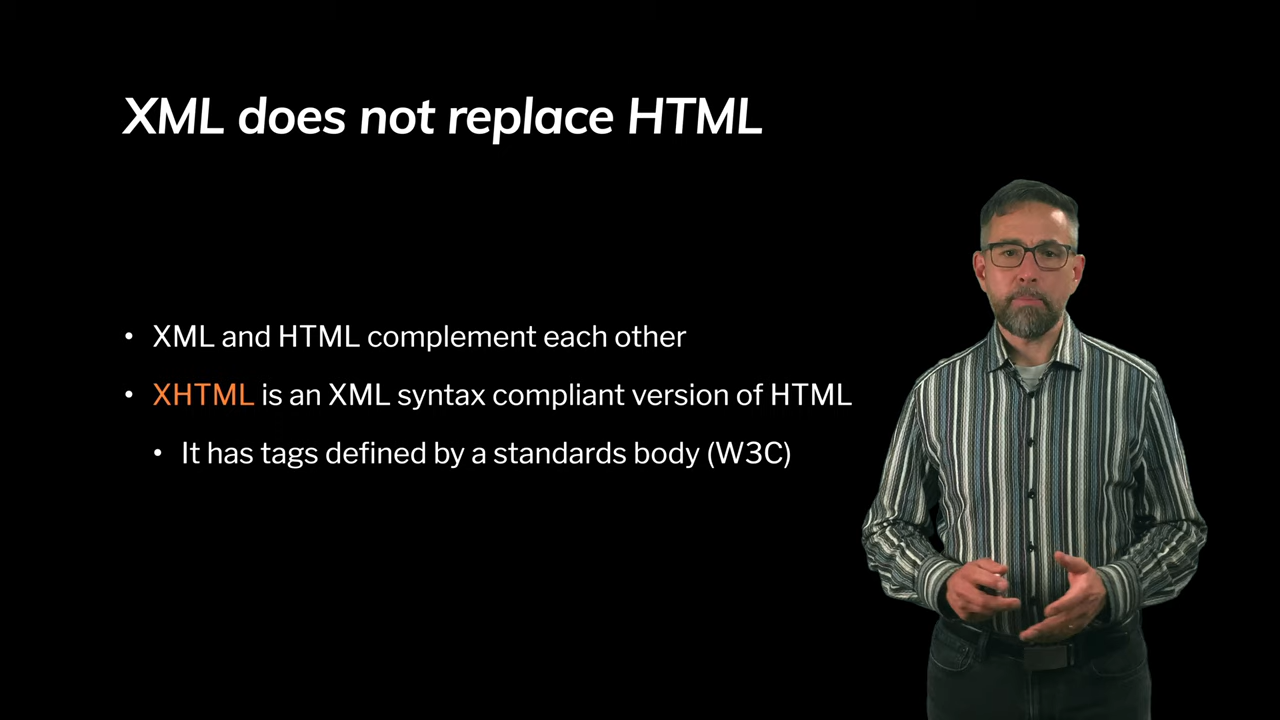 XML does not replace HTML
• XML and HTML complement each other
• XHTML is an XML syntax compliant version of HTML
• It has tags defined by a standards body (W3C)